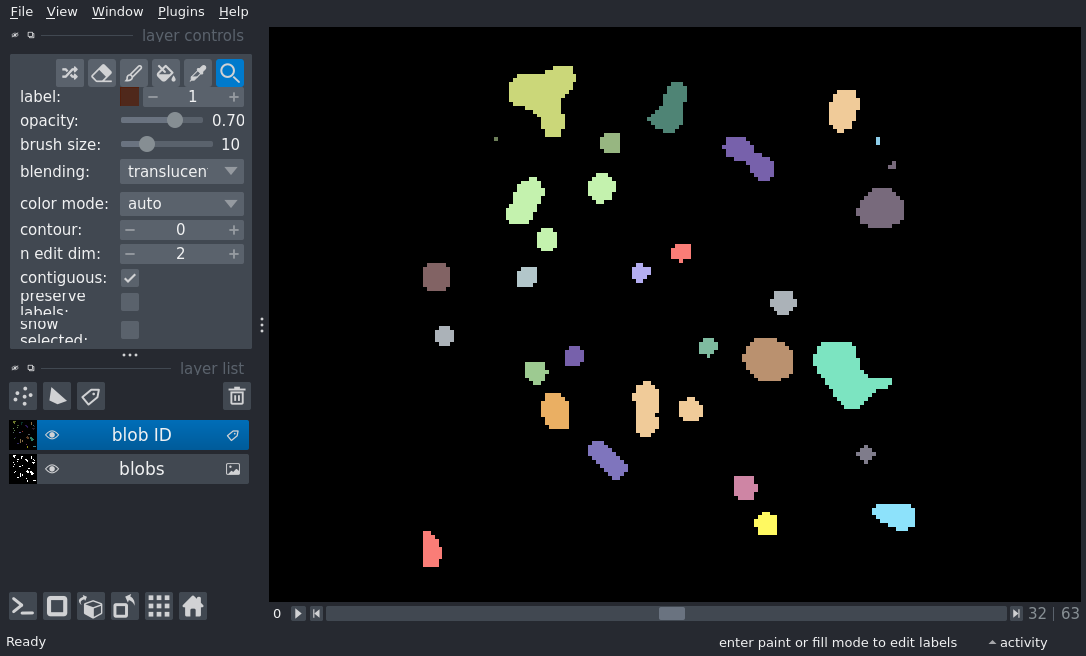 File View Window Plugins Help
layer controls
label: 1
opacity: 0.70
brush size: 10
blending: translucen
color mode: auto
contour: 0
n edit dim: 2
contiguous:
preserve
labels:
show
selected:
layer list
blob ID
blobs
0 32 63
Ready enter paint or fill mode to edit labels activity